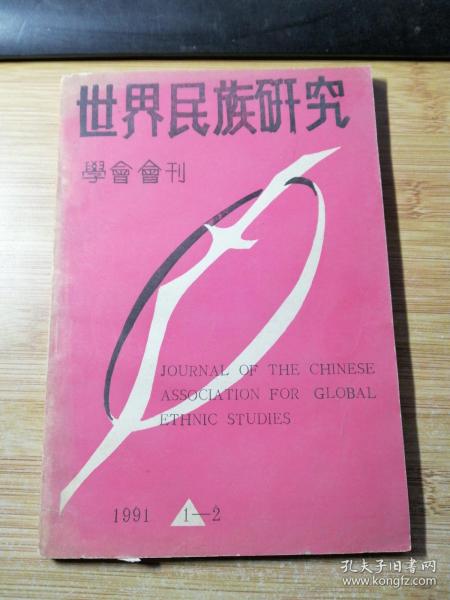 世界民族研究
學會會刊
JOURNAL OF THE CHINESE
ASSOCIATION FOR GLOBAL
ETHNIC STUDIES
1991 1—2
孔夫子旧书网
www.kongfz.com